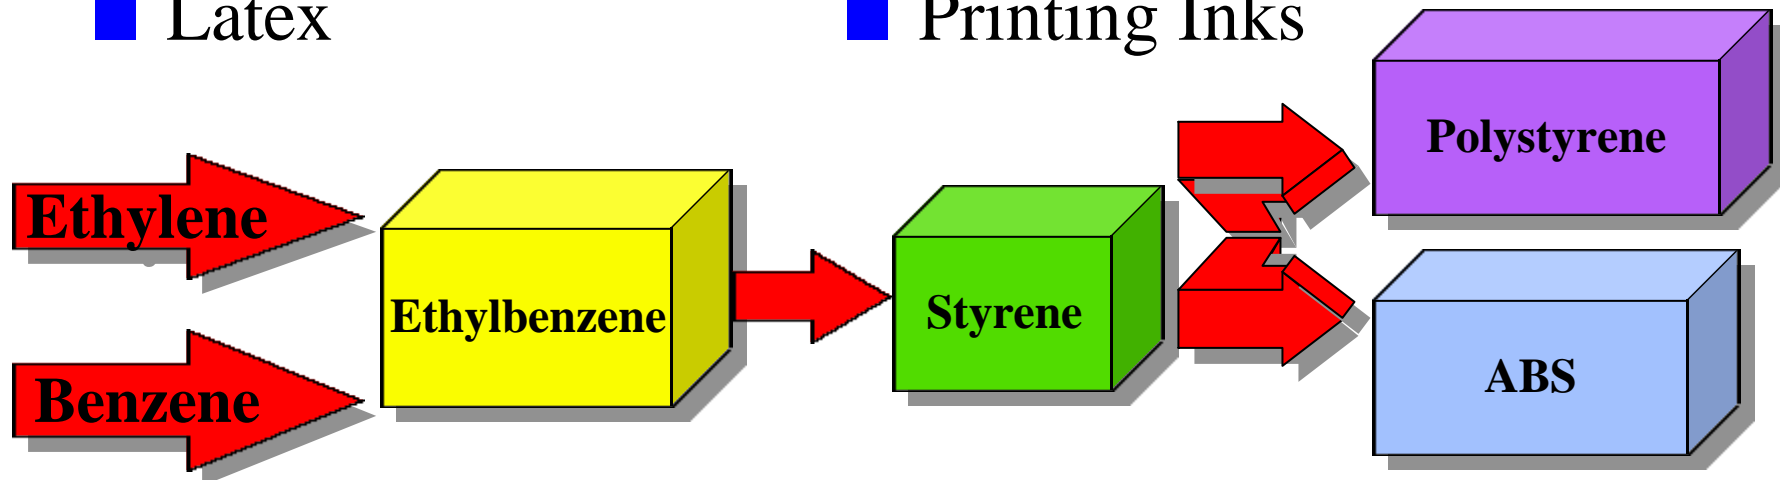 Latex
Printing Inks
Polystyrene
Ethylene
Ethylbenzene
Styrene
Benzene
ABS